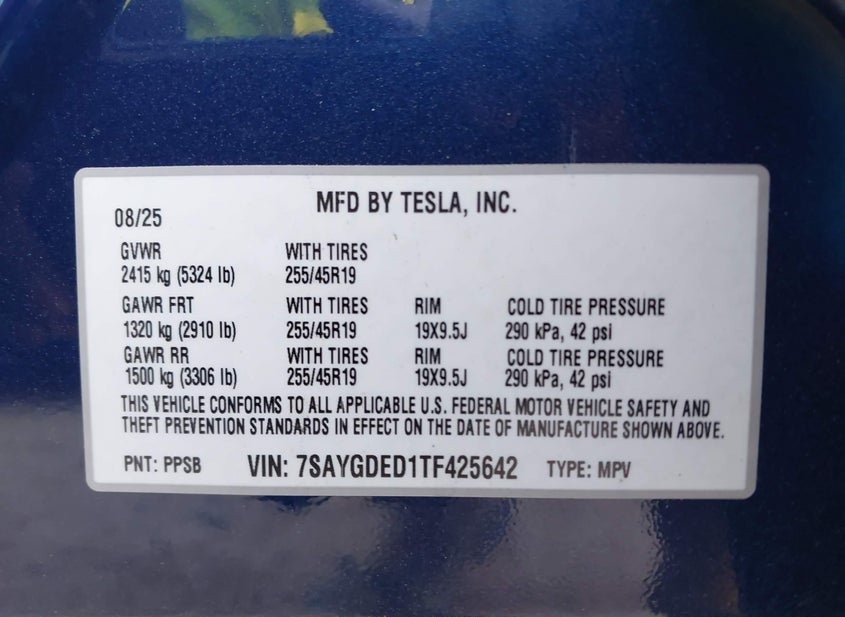 MFD BY TESLA, INC.
08/25
GVWR WITH TIRES
2415 kg (5324 lb) 255/45R19
GAWR FRT WITH TIRES RIM COLD TIRE PRESSURE
1320 kg (2910 lb) 255/45R19 19X9.5J 290 kPa, 42 psi
GAWR RR WITH TIRES RIM COLD TIRE PRESSURE
1500 kg (3306 lb) 255/45R19 19X9.5J 290 kPa, 42 psi
THIS VEHICLE CONFORMS TO ALL APPLICABLE U.S. FEDERAL MOTOR VEHICLE SAFETY AND
THEFT PREVENTION STANDARDS IN EFFECT ON THE DATE OF MANUFACTURE SHOWN ABOVE.
PNT: PPSB VIN: 7SAYGDED1TF425642 TYPE: MPV